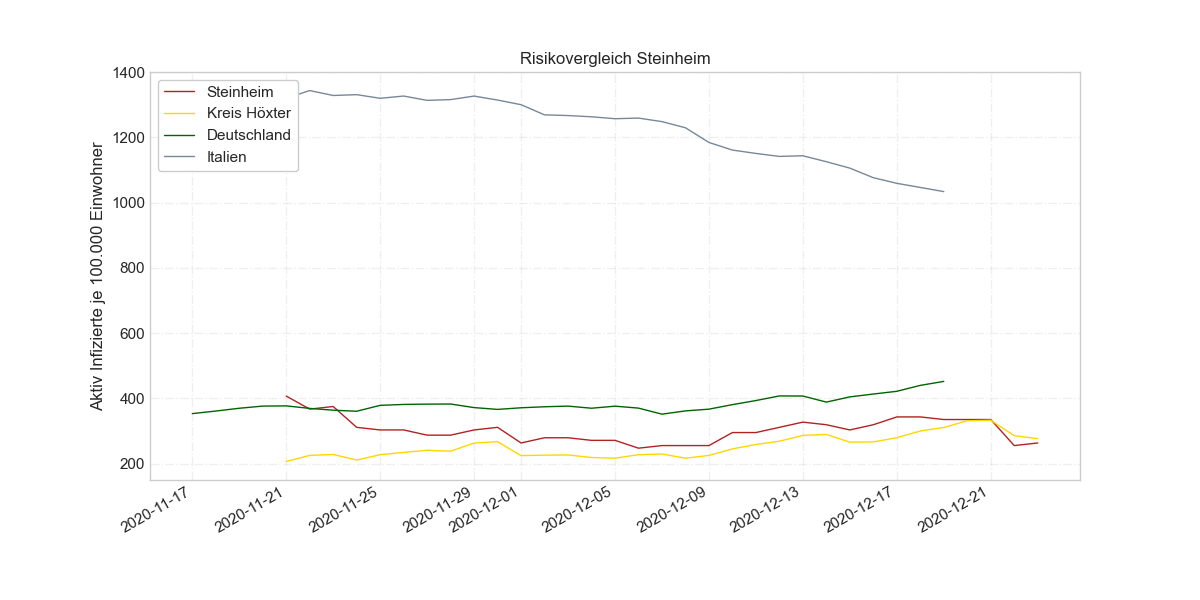 Risikovergleich Steinheim
Steinheim
Kreis Höxter
Deutschland
Italien
Aktiv Infizierte je 100.000 Einwohner
1400
1200
1000
800
600
400
200
2020-11-17
2020-11-21
2020-11-25
2020-11-29
2020-12-01
2020-12-05
2020-12-09
2020-12-13
2020-12-17
2020-12-21